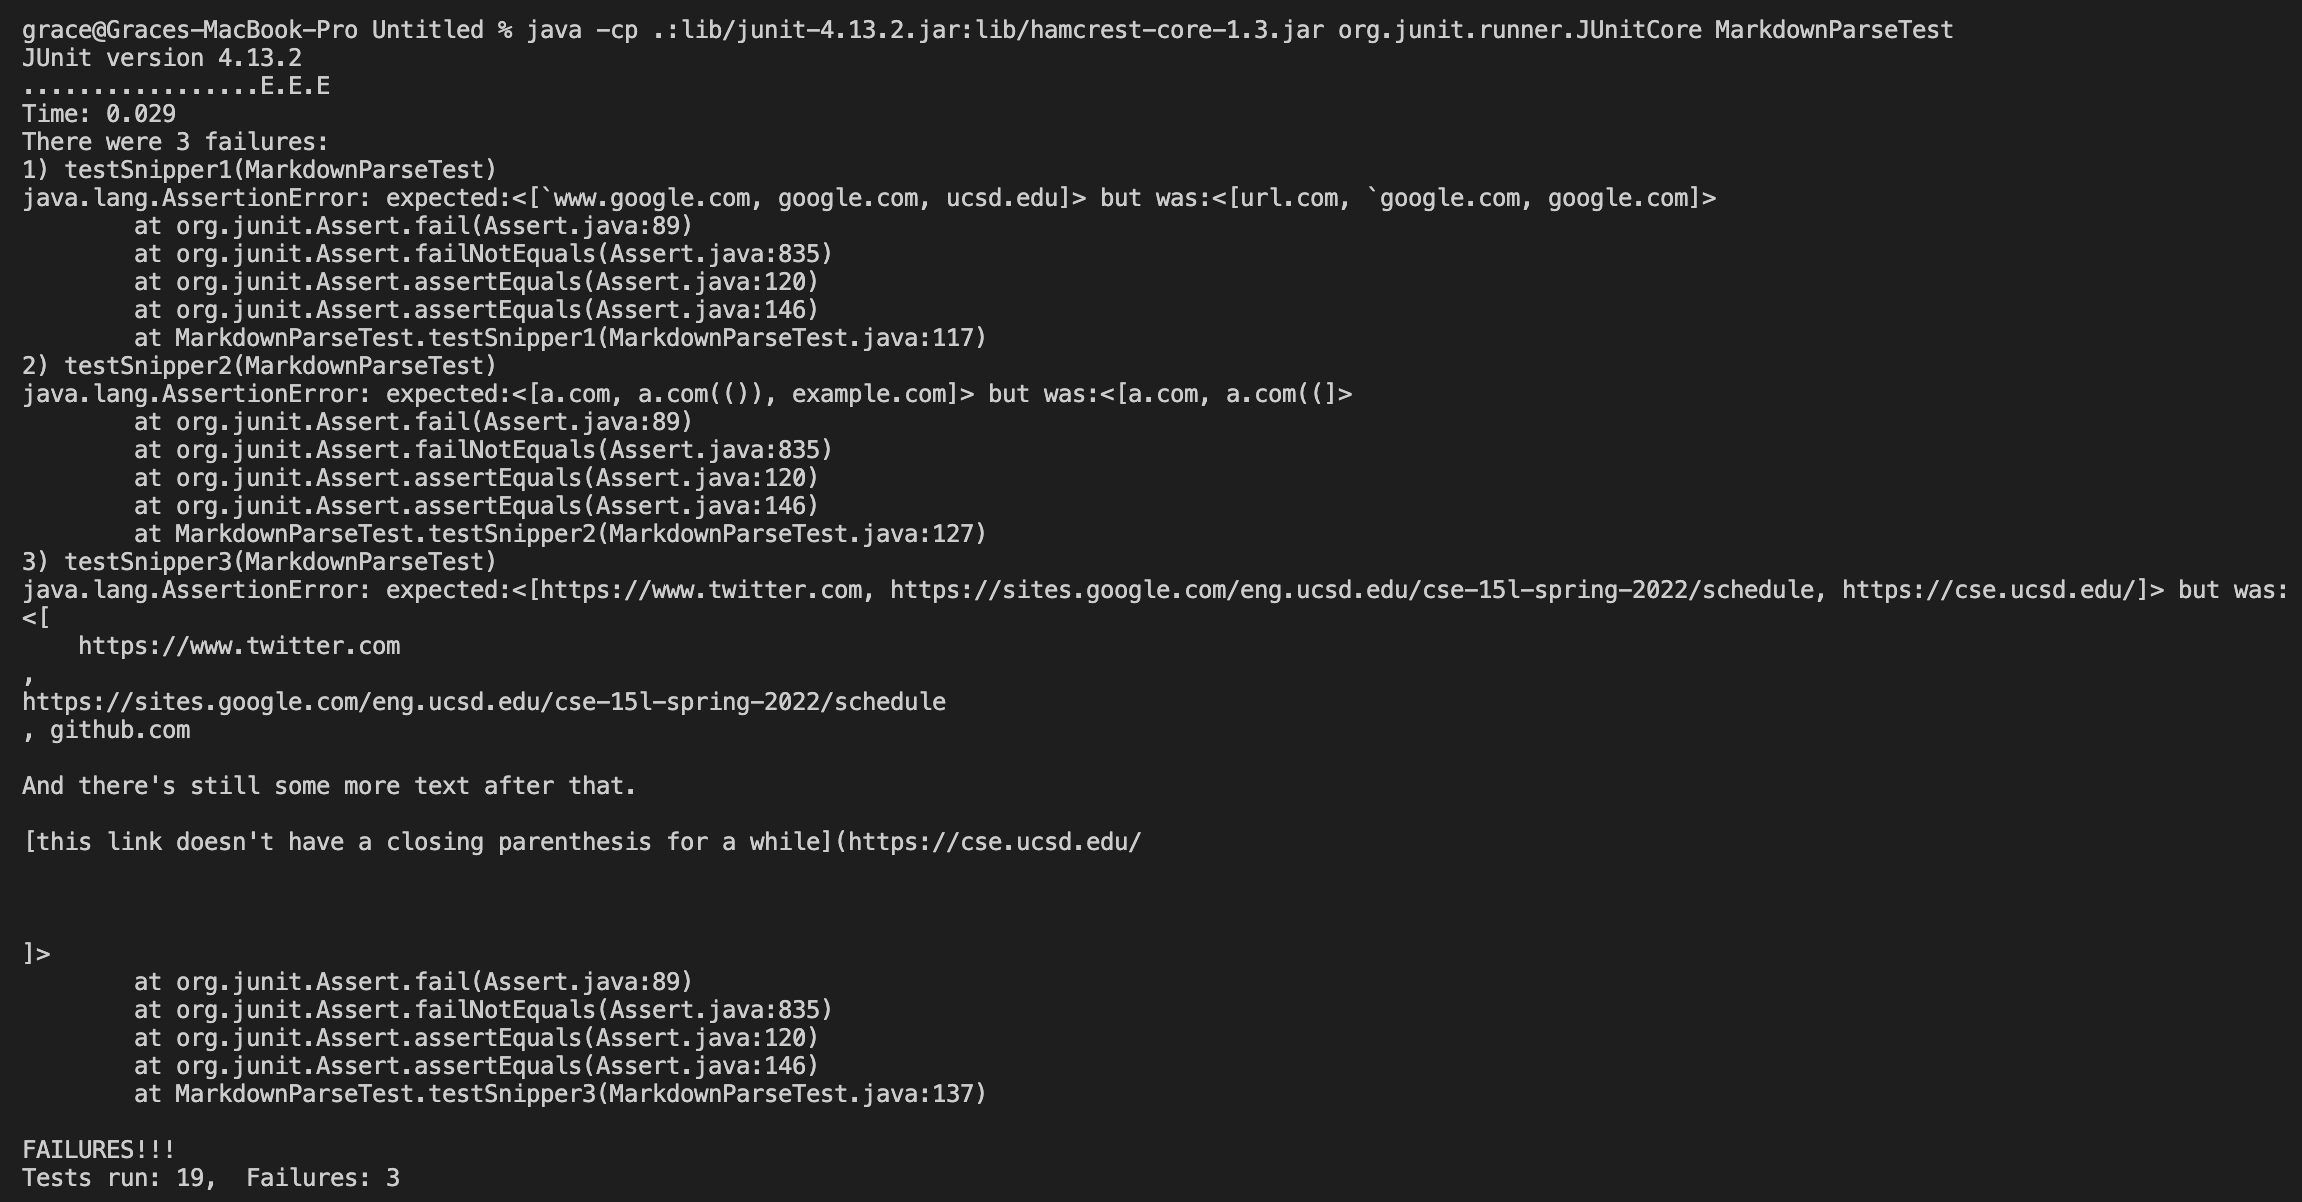 grace@Graces-MacBook-Pro Untitled % java -cp .:lib/junit-4.13.2.jar:lib/hamcrest-core-1.3.jar org.junit.runner.JUnitCore MarkdownParseTest
JUnit version 4.13.2
.................E.E.E
Time: 0.029
There were 3 failures:
1) testSnipper1(MarkdownParseTest)
java.lang.AssertionError: expected:<[`www.google.com, google.com, ucsd.edu]> but was:<[url.com, `google.com, google.com]>
        at org.junit.Assert.fail(Assert.java:89)
        at org.junit.Assert.failNotEquals(Assert.java:835)
        at org.junit.Assert.assertEquals(Assert.java:120)
        at org.junit.Assert.assertEquals(Assert.java:146)
        at MarkdownParseTest.testSnipper1(MarkdownParseTest.java:117)
2) testSnipper2(MarkdownParseTest)
java.lang.AssertionError: expected:<[a.com, a.com(()), example.com]> but was:<[a.com, a.com((]>
        at org.junit.Assert.fail(Assert.java:89)
        at org.junit.Assert.failNotEquals(Assert.java:835)
        at org.junit.Assert.assertEquals(Assert.java:120)
        at org.junit.Assert.assertEquals(Assert.java:146)
        at MarkdownParseTest.testSnipper2(MarkdownParseTest.java:127)
3) testSnipper3(MarkdownParseTest)
java.lang.AssertionError: expected:<[https://www.twitter.com, https://sites.google.com/eng.ucsd.edu/cse-15l-spring-2022/schedule, https://cse.ucsd.edu/]> but was:
<[
    https://www.twitter.com
,
https://sites.google.com/eng.ucsd.edu/cse-15l-spring-2022/schedule
, github.com

And there's still some more text after that.

[this link doesn't have a closing parenthesis for a while](https://cse.ucsd.edu/



]>
        at org.junit.Assert.fail(Assert.java:89)
        at org.junit.Assert.failNotEquals(Assert.java:835)
        at org.junit.Assert.assertEquals(Assert.java:120)
        at org.junit.Assert.assertEquals(Assert.java:146)
        at MarkdownParseTest.testSnipper3(MarkdownParseTest.java:137)

FAILURES!!!
Tests run: 19,  Failures: 3